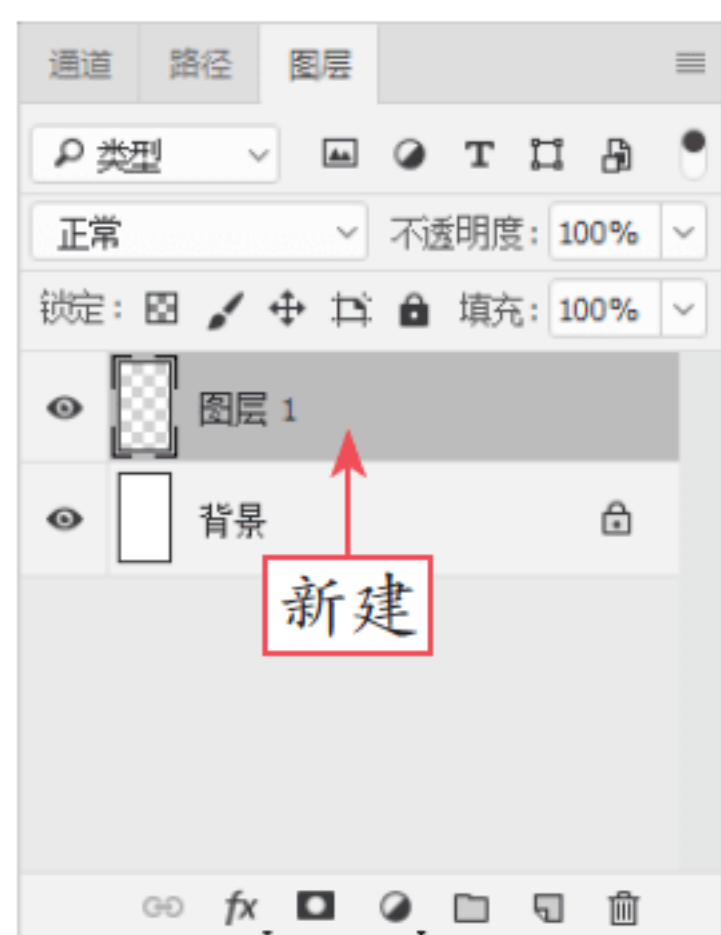 通道 路径 图层
类型 T
正常 不透明度: 100%
锁定: 填充: 100%
图层 1
背景
新建
fx